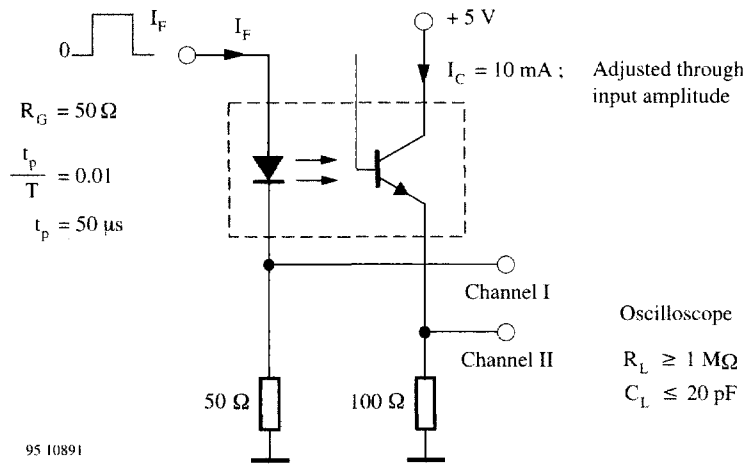 I_F
0
I_F
+ 5 V
I_C = 10 mA ;
Adjusted through
input amplitude
R_G = 50 Ω
t_p / T = 0.01
t_p = 50 µs
Channel I
Channel II
Oscilloscope
R_L ≥ 1 MΩ
C_L ≤ 20 pF
50 Ω
100 Ω
95 10891